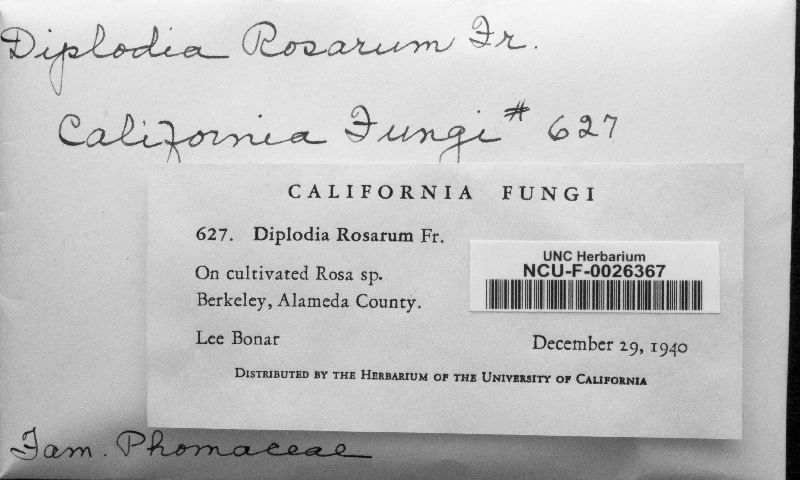 Diplodia Rosarum Fr.
California Fungi # 627
CALIFORNIA FUNGI
627. Diplodia Rosarum Fr.
On cultivated Rosa sp.
Berkeley, Alameda County.
Lee Bonar
December 29, 1940
DISTRIBUTED BY THE HERBARIUM OF THE UNIVERSITY OF CALIFORNIA
UNC Herbarium
NCU-F-0026367
Fam. Phomaceae